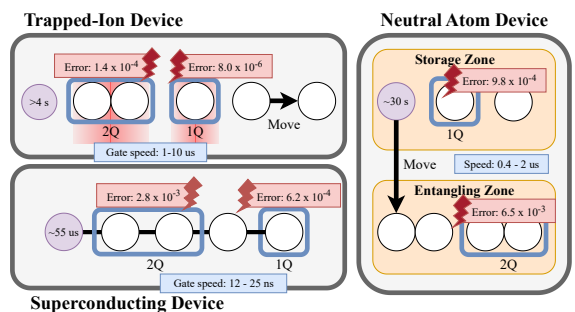 Trapped-Ion Device
Error: 1.4 x 10⁻⁴
Error: 8.0 x 10⁻⁶
>4 s
2Q
1Q
Move
Gate speed: 1-10 us
Error: 2.8 x 10⁻³
Error: 6.2 x 10⁻⁴
~55 us
2Q
1Q
Gate speed: 12 - 25 ns
Superconducting Device
Neutral Atom Device
Storage Zone
Error: 9.8 x 10⁻⁴
~30 s
1Q
Move
Speed: 0.4 - 2 us
Entangling Zone
Error: 6.5 x 10⁻³
2Q